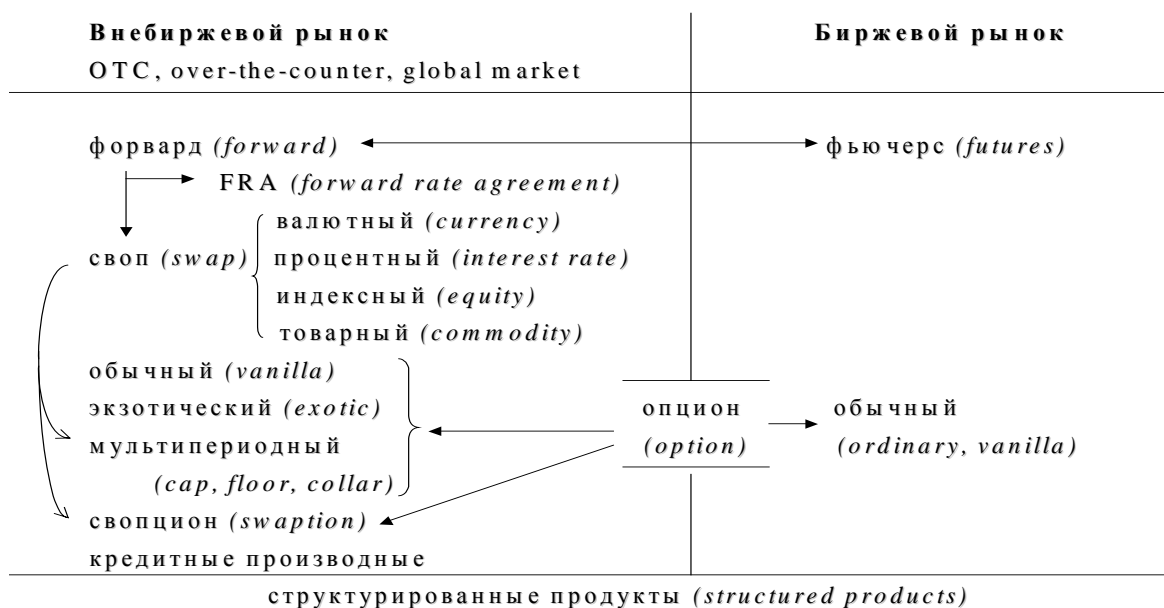 Внебиржевой рынок
OTC, over-the-counter, global market
Биржевой рынок
форвард (forward)
фьючерс (futures)
FRA (forward rate agreement)
валютный (currency)
своп (swap)
процентный (interest rate)
индексный (equity)
товарный (commodity)
обычный (vanilla)
экзотический (exotic)
мультипериодный
(cap, floor, collar)
свопцион (swaption)
кредитные производные
опцион
(option)
обычный
(ordinary, vanilla)
структурированные продукты (structured products)